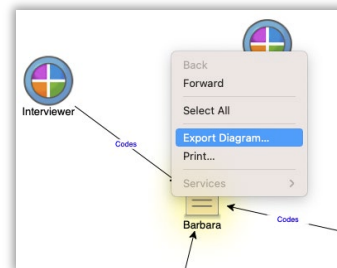 Back
Forward
Interviewer
Select All
Codes
Export Diagram...
Print...
Services
Codes
Barbara